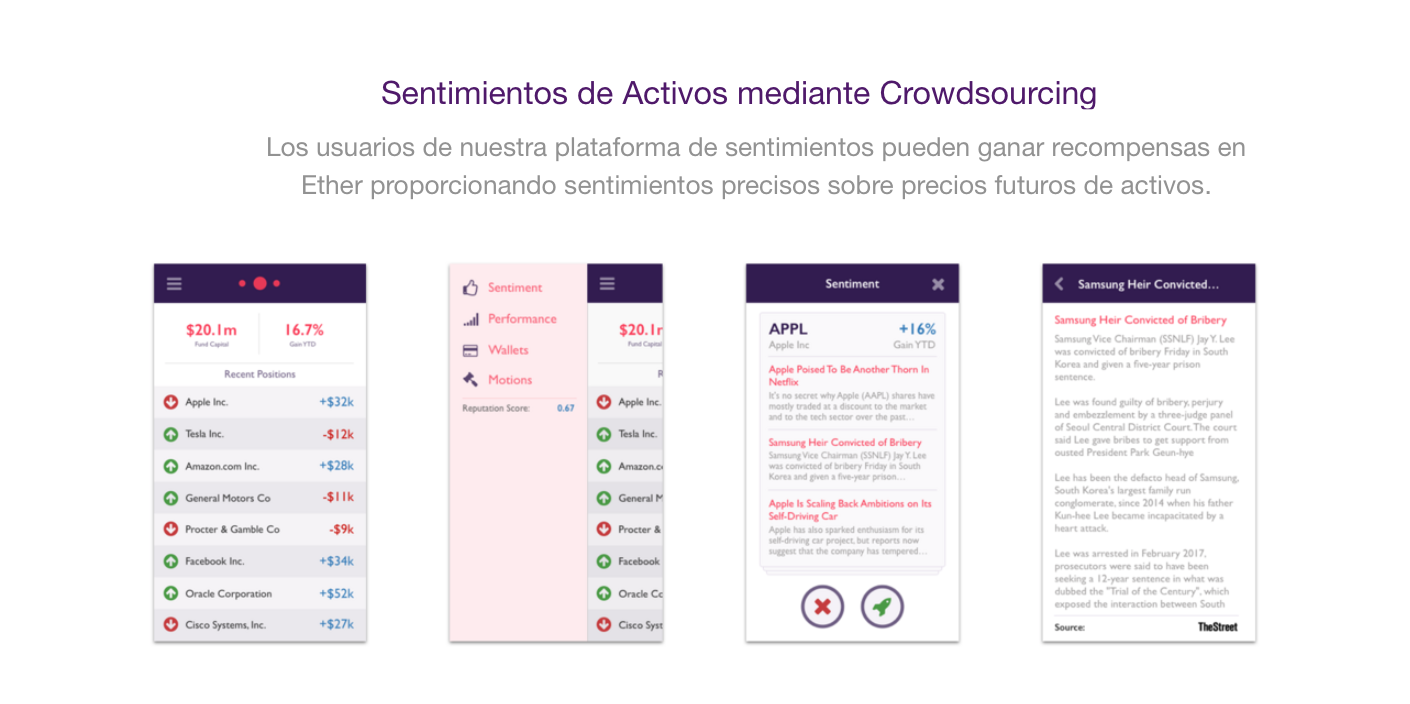 Sentimientos de Activos mediante Crowdsourcing
Los usuarios de nuestra plataforma de sentimientos pueden ganar recompensas en
Ether proporcionando sentimientos precisos sobre precios futuros de activos.
$20.1m 16.7%
Fund Capital Gain YTD
Recent Positions
Apple Inc. +$32k
Tesla Inc. -$12k
Amazon.com Inc. +$28k
General Motors Co -$11k
Procter & Gamble Co -$9k
Facebook Inc. +$34k
Oracle Corporation +$52k
Cisco Systems, Inc. +$27k
Sentiment
Performance
Wallets
Motions
Reputation Score: 0.67
$20.1r
Fund Capital
R
Apple Inc.
Tesla Inc.
Amazon.co
General M
Procter &
Facebook
Oracle Co
Cisco Syst
Sentiment
APPL +16%
Apple Inc Gain YTD
Apple Poised To Be Another Thorn In
Netflix
It's no secret why Apple (AAPL) shares have
mostly traded at a discount to the market
and to the tech sector over the past...
Samsung Heir Convicted of Bribery
Samsung Vice Chairman (SSNLF) Jay Y. Lee
was convicted of bribery Friday in South
Korea and given a five-year prison...
Apple Is Scaling Back Ambitions on Its
Self-Driving Car
Apple has also sparked enthusiasm for its
self-driving car project, but reports now
suggest that the company has tempered...
Samsung Heir Convicted...
Samsung Heir Convicted of Bribery
Samsung Vice Chairman (SSNLF) Jay Y. Lee
was convicted of bribery Friday in South
Korea and given a five-year prison
sentence.
Lee was found guilty of bribery, perjury
and embezzlement by a three-judge panel
of Seoul Central District Court. The court
said Lee gave bribes to get support from
ousted President Park Geun-hye
Lee has been the defacto head of Samsung,
South Korea's largest family run
conglomerate, since 2014 when his father
Kun-hee Lee became incapacitated by a
heart attack.
Lee was arrested in February 2017,
prosecutors were said to have been
seeking a 12-year sentence in what was
dubbed the "Trial of the Century", which
exposed the interaction between South
Source: TheStreet